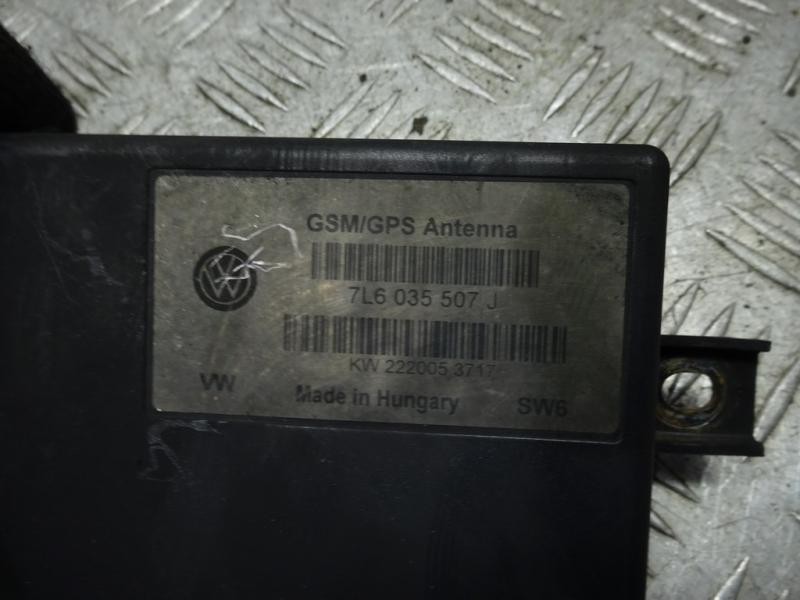 GSM/GPS Antenna
7L6 035 507 J
KW 222005 3717
VW
Made in Hungary
SW6